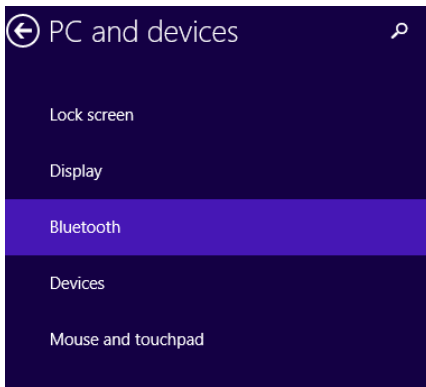 PC and devices
Lock screen
Display
Bluetooth
Devices
Mouse and touchpad